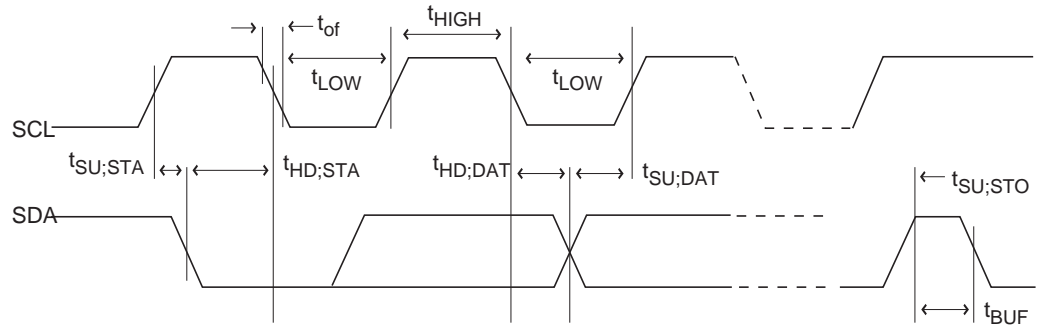 t_of
t_HIGH
t_LOW
t_LOW
SCL
t_SU;STA
t_HD;STA
t_HD;DAT
t_SU;DAT
t_SU;STO
SDA
t_BUF